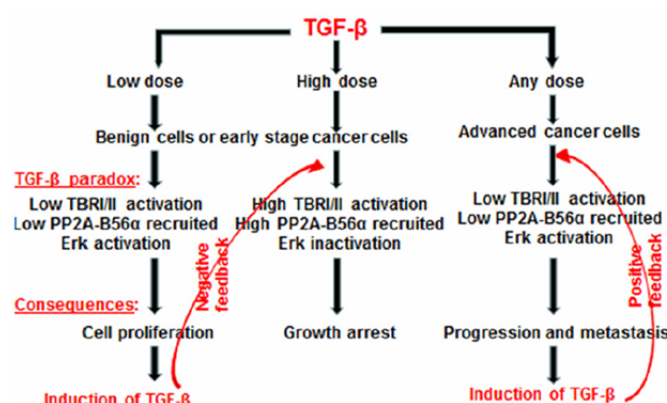 TGF-β
Low dose
High dose
Any dose
Benign cells or early stage cancer cells
Advanced cancer cells
TGF-β paradox:
Low TBRI/II activation
Low PP2A-B56α recruited
Erk activation
High TBRI/II activation
High PP2A-B56α recruited
Erk inactivation
Low TBRI/II activation
Low PP2A-B56α recruited
Erk activation
Negative
feedback
Positive
feedback
Consequences:
Cell proliferation
Growth arrest
Progression and metastasis
Induction of TGF-β
Induction of TGF-β